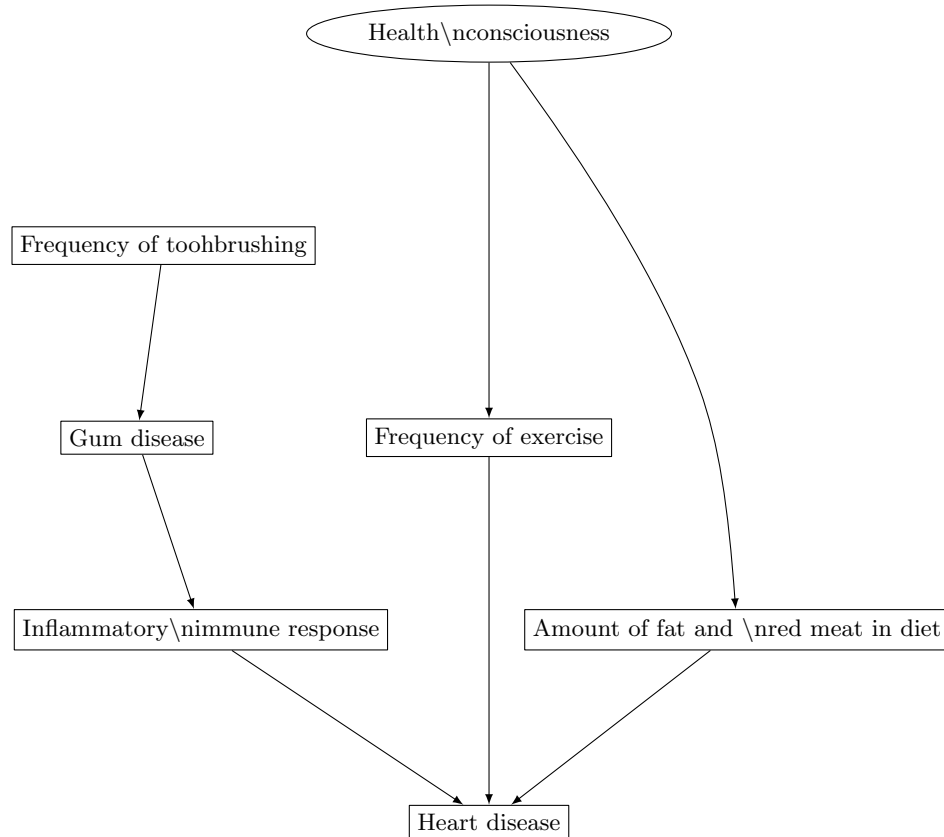 Health\nconsciousness
Frequency of toohbrushing
Gum disease
Frequency of exercise
Inflammatory\nimmune response
Amount of fat and \nred meat in diet
Heart disease